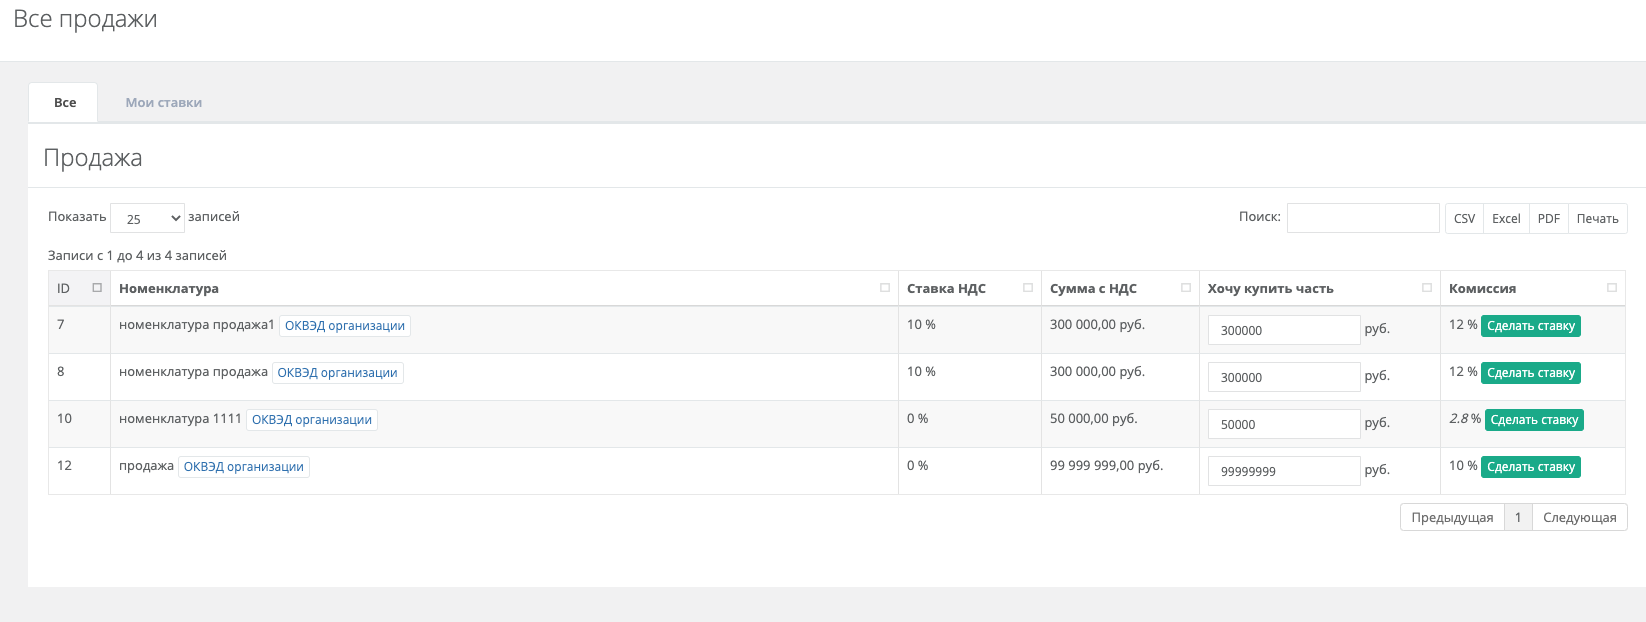 Все продажи
Все Мои ставки
Продажа
Показать 25 записей Поиск: CSV Excel PDF Печать
Записи с 1 до 4 из 4 записей
ID Номенклатура Ставка НДС Сумма с НДС Хочу купить часть Комиссия
7 номенклатура продажа1 ОКВЭД организации 10 % 300 000,00 руб. 300000 руб. 12 % Сделать ставку
8 номенклатура продажа ОКВЭД организации 10 % 300 000,00 руб. 300000 руб. 12 % Сделать ставку
10 номенклатура 1111 ОКВЭД организации 0 % 50 000,00 руб. 50000 руб. 2.8 % Сделать ставку
12 продажа ОКВЭД организации 0 % 99 999 999,00 руб. 99999999 руб. 10 % Сделать ставку
Предыдущая 1 Следующая